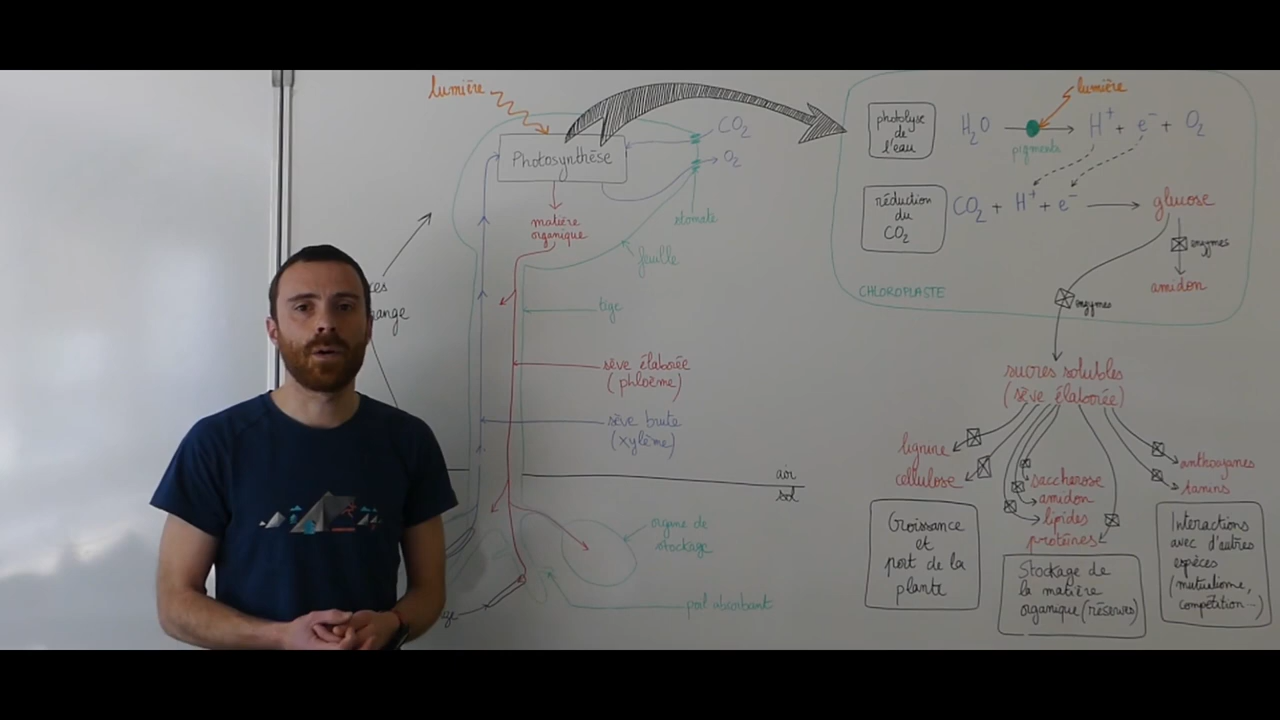 lumière
Photosynthèse
CO2
O2
matière
organique
stomate
feuille
tige
sève élaborée
(phloème)
sève brute
(xylème)
air
sol
organe de
stockage
poil absorbant
photolyse
de
l'eau
H2O
pigments
lumière
H+ + e- + O2
réduction
du
CO2
CO2 + H+ + e-
glucose
enzymes
amidon
CHLOROPLASTE
enzymes
sucres solubles
(sève élaborée)
lignine
cellulose
saccharose
amidon
lipides
protéines
anthocyanes
tanins
Croissance
et
port de la
plante
Stockage de
la matière
organique (réserves)
Interactions
avec d'autres
espèces
(mutualisme,
compétition...)